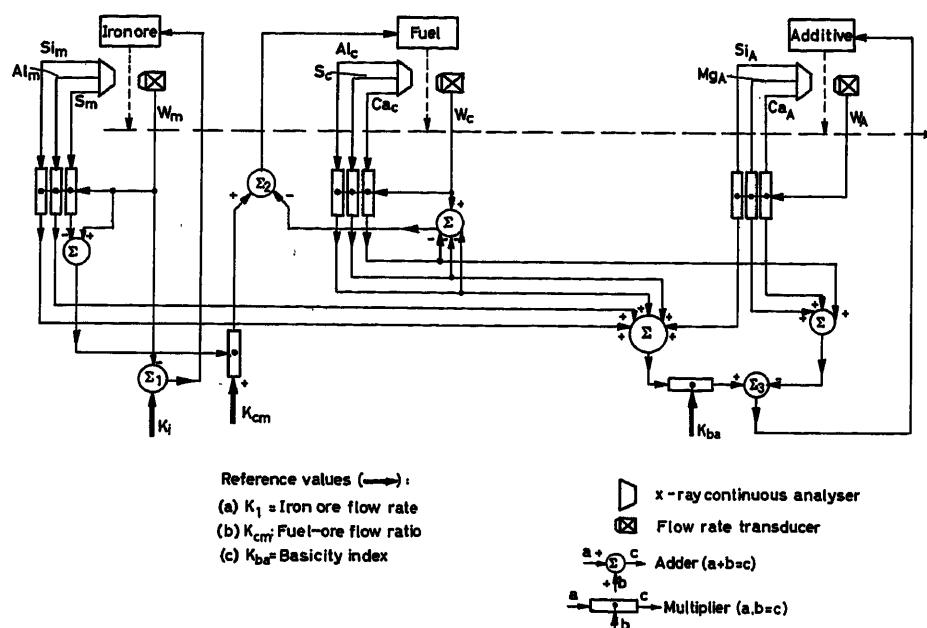 Iron ore
Fuel
Additive
Si_m
Al_m
S_m
W_m
Al_c
S_c
Ca_c
W_c
Si_A
Mg_A
Ca_A
W_A
+ Σ2 -
- Σ +
Σ +
- - -
+ + + + + +
Σ
+ + +
Σ
-
Σ1
+
K_i
K_cm
+ Σ3 -
K_ba
Reference values (→) :
(a) K_1 = Iron ore flow rate
(b) K_cm: Fuel-ore flow ratio
(c) K_ba = Basicity index
x-ray continuous analyser
Flow rate transducer
a + Σ c Adder (a+b=c)
+ b
a c Multiplier (a,b=c)
b